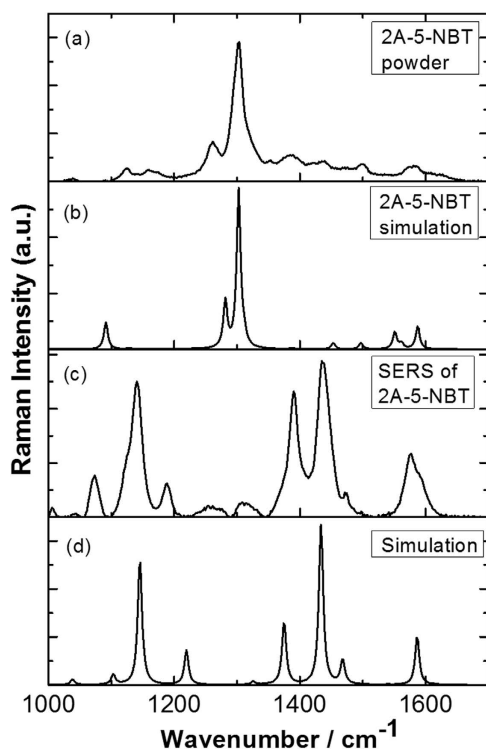 (a)
2A-5-NBT
powder
(b)
2A-5-NBT
simulation
(c)
SERS of
2A-5-NBT
(d)
Simulation
Raman Intensity (a.u.)
1000 1200 1400 1600
Wavenumber / cm⁻¹